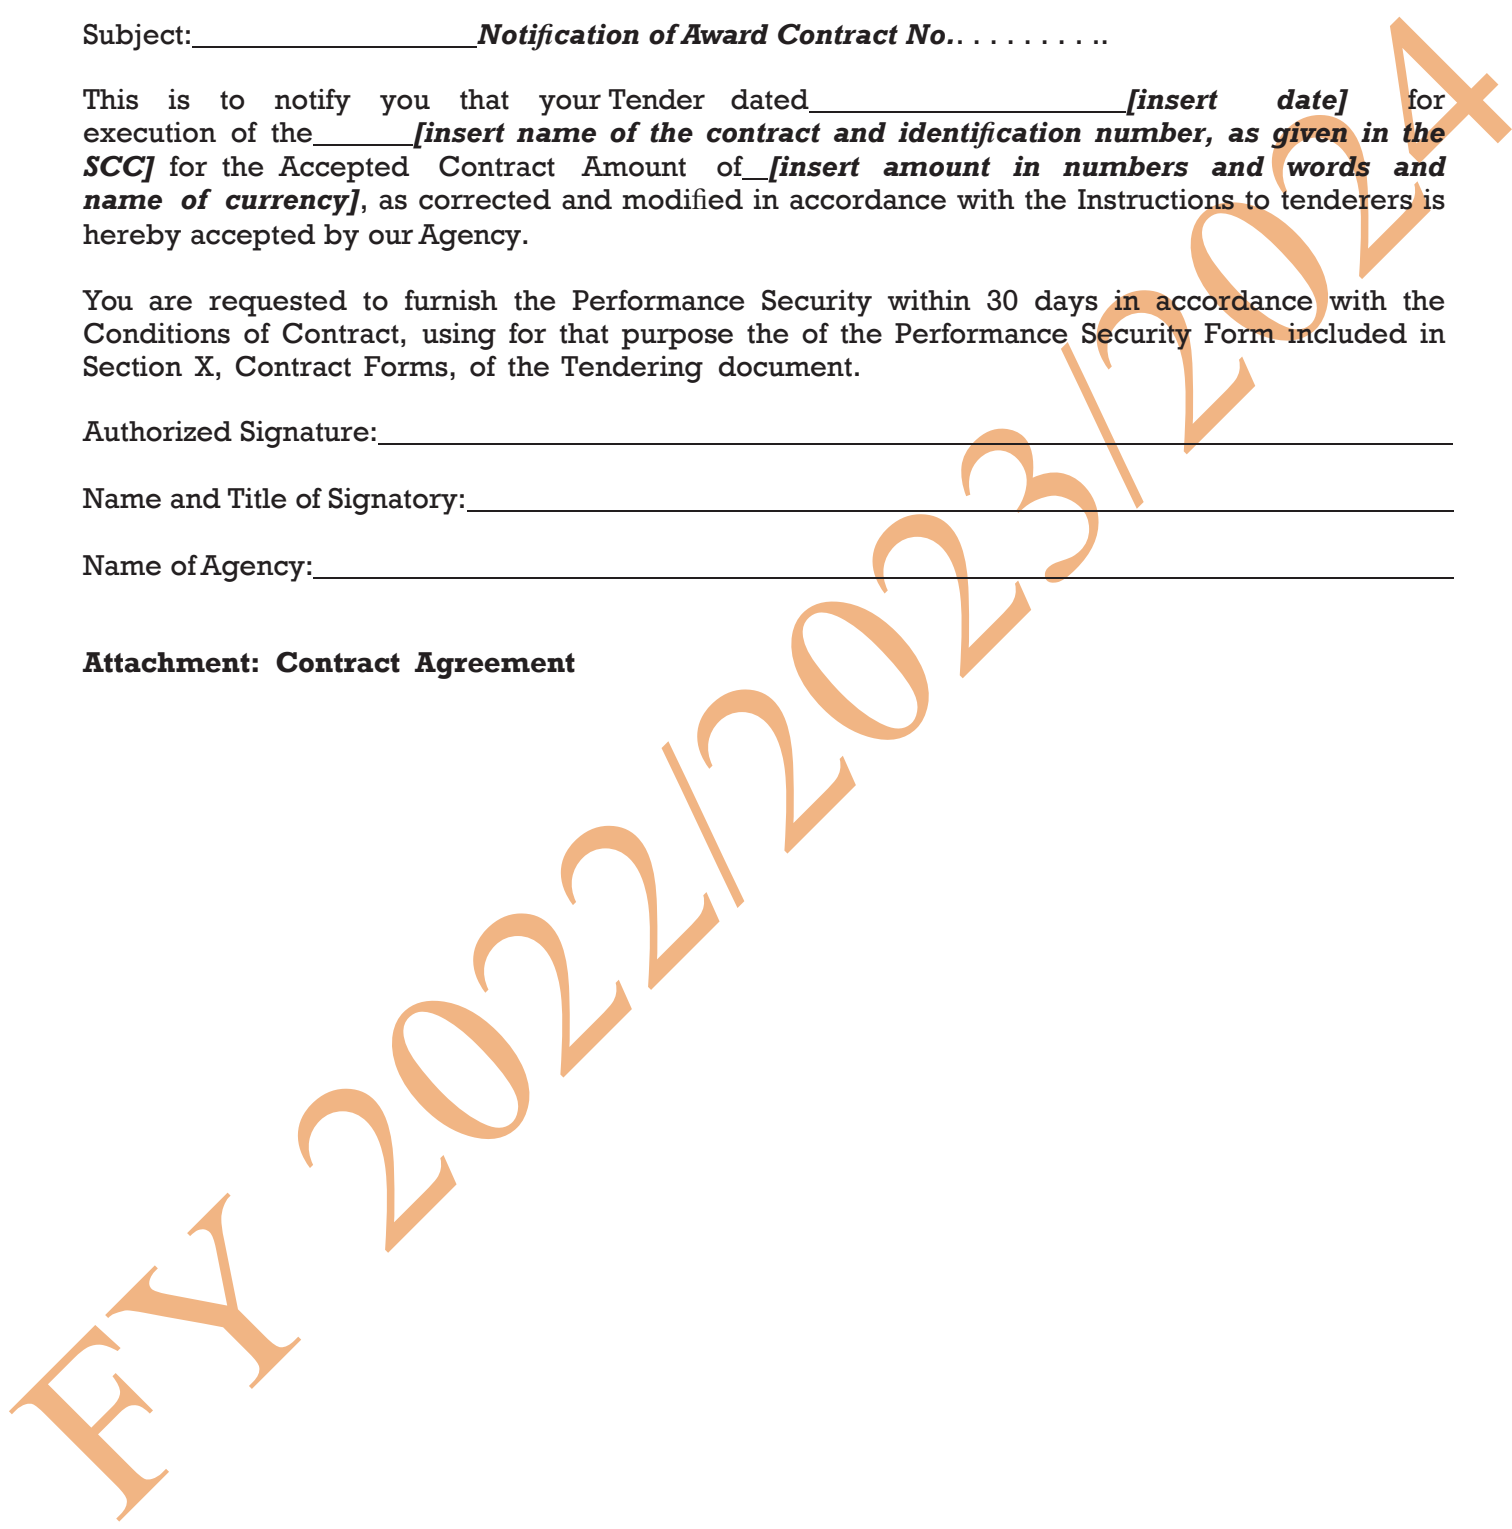 Subject:____________________Notification of Award Contract No.. . . . . . . . ..
This is to notify you that your Tender dated______________________[insert date] for
execution of the_______[insert name of the contract and identification number, as given in the
SCC] for the Accepted Contract Amount of__[insert amount in numbers and words and
name of currency], as corrected and modified in accordance with the Instructions to tenderers is
hereby accepted by our Agency.
You are requested to furnish the Performance Security within 30 days in accordance with the
Conditions of Contract, using for that purpose the of the Performance Security Form included in
Section X, Contract Forms, of the Tendering document.
Authorized Signature:____________________
Name and Title of Signatory:____________________
Name of Agency:____________________
Attachment: Contract Agreement
FY 2022/2023/2024